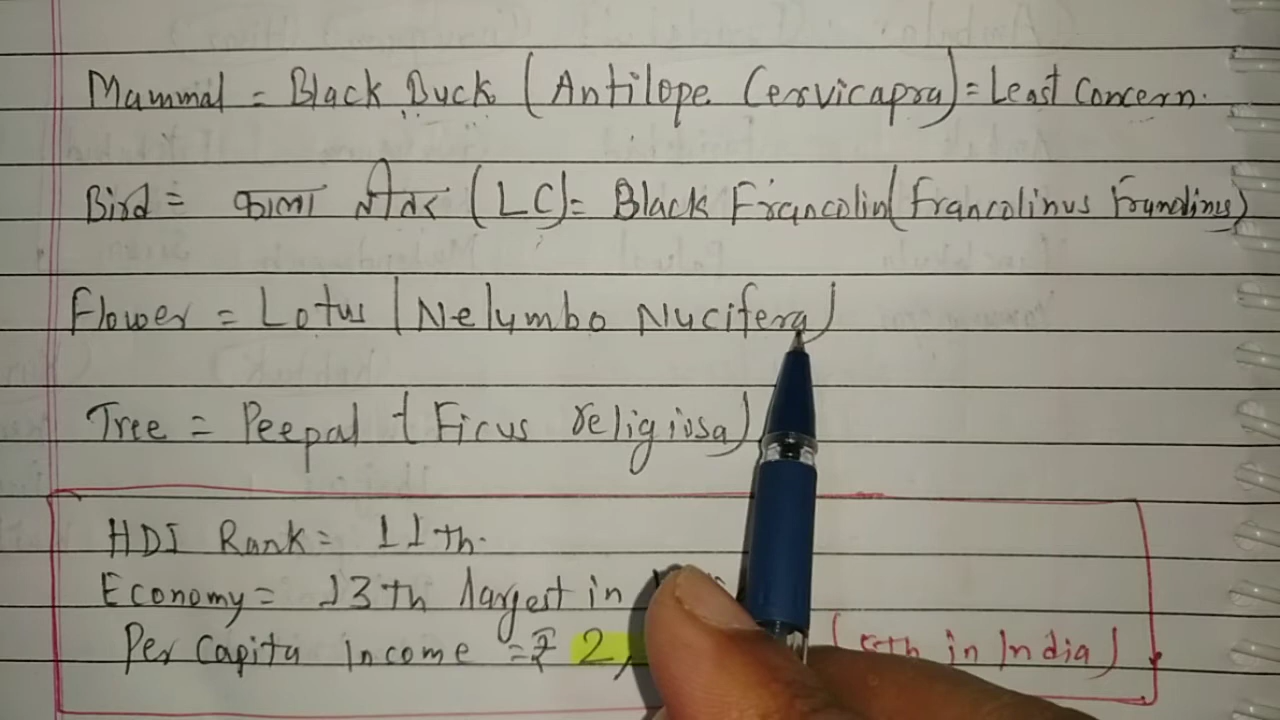 Mammal = Black Buck (Antilope Cervicapra) = Least Concern.
Bird = काला तीतर (LC) = Black Francolin (Francolinus Francolinus)
Flower = Lotus (Nelumbo Nucifera)
Tree = Peepal (Ficus religiosa)
HDI Rank = 11th.
Economy = 13th largest in
Per Capita Income = ₹ 2, in India)